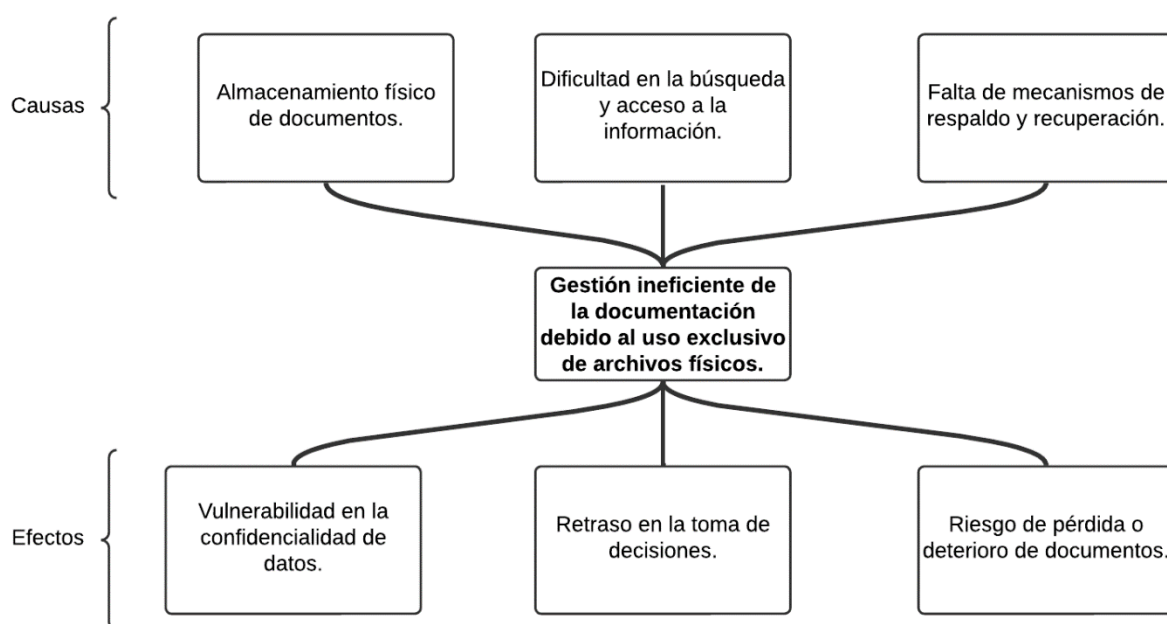 Causas
Almacenamiento físico
de documentos.
Dificultad en la búsqueda
y acceso a la
información.
Falta de mecanismos de
respaldo y recuperación.
Gestión ineficiente de
la documentación
debido al uso exclusivo
de archivos físicos.
Efectos
Vulnerabilidad en la
confidencialidad de
datos.
Retraso en la toma de
decisiones.
Riesgo de pérdida o
deterioro de documentos.